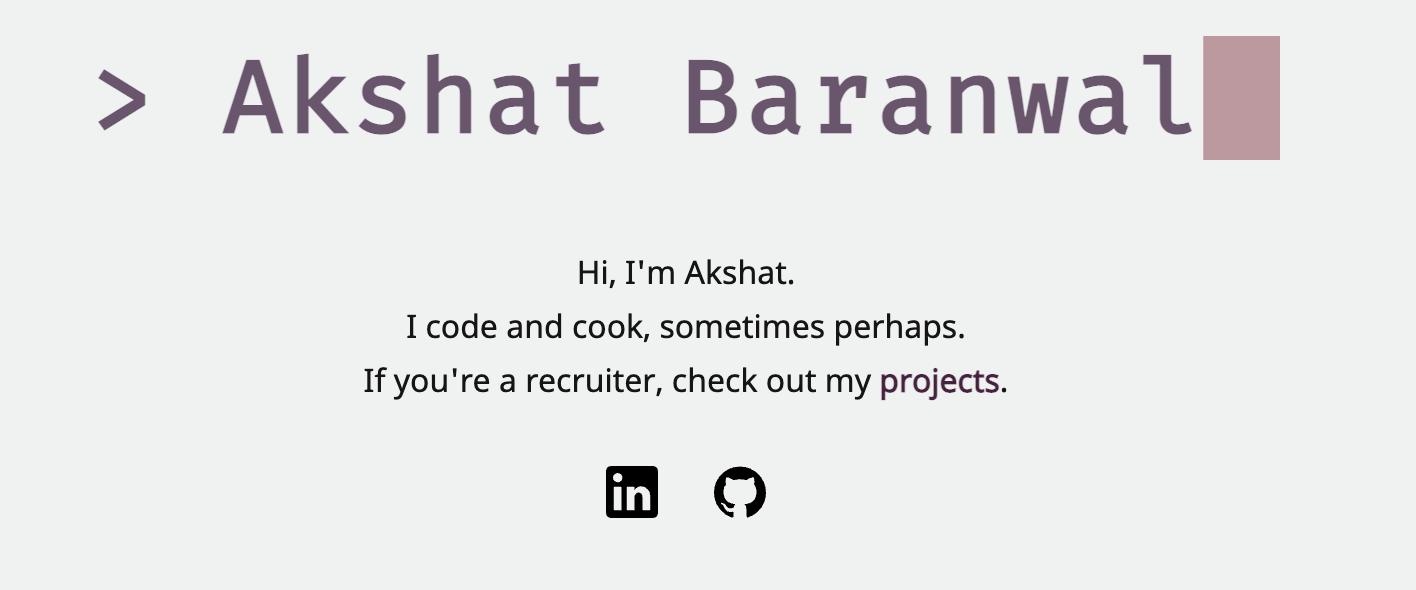 > Akshat Baranwal
Hi, I'm Akshat.
I code and cook, sometimes perhaps.
If you're a recruiter, check out my projects.
in